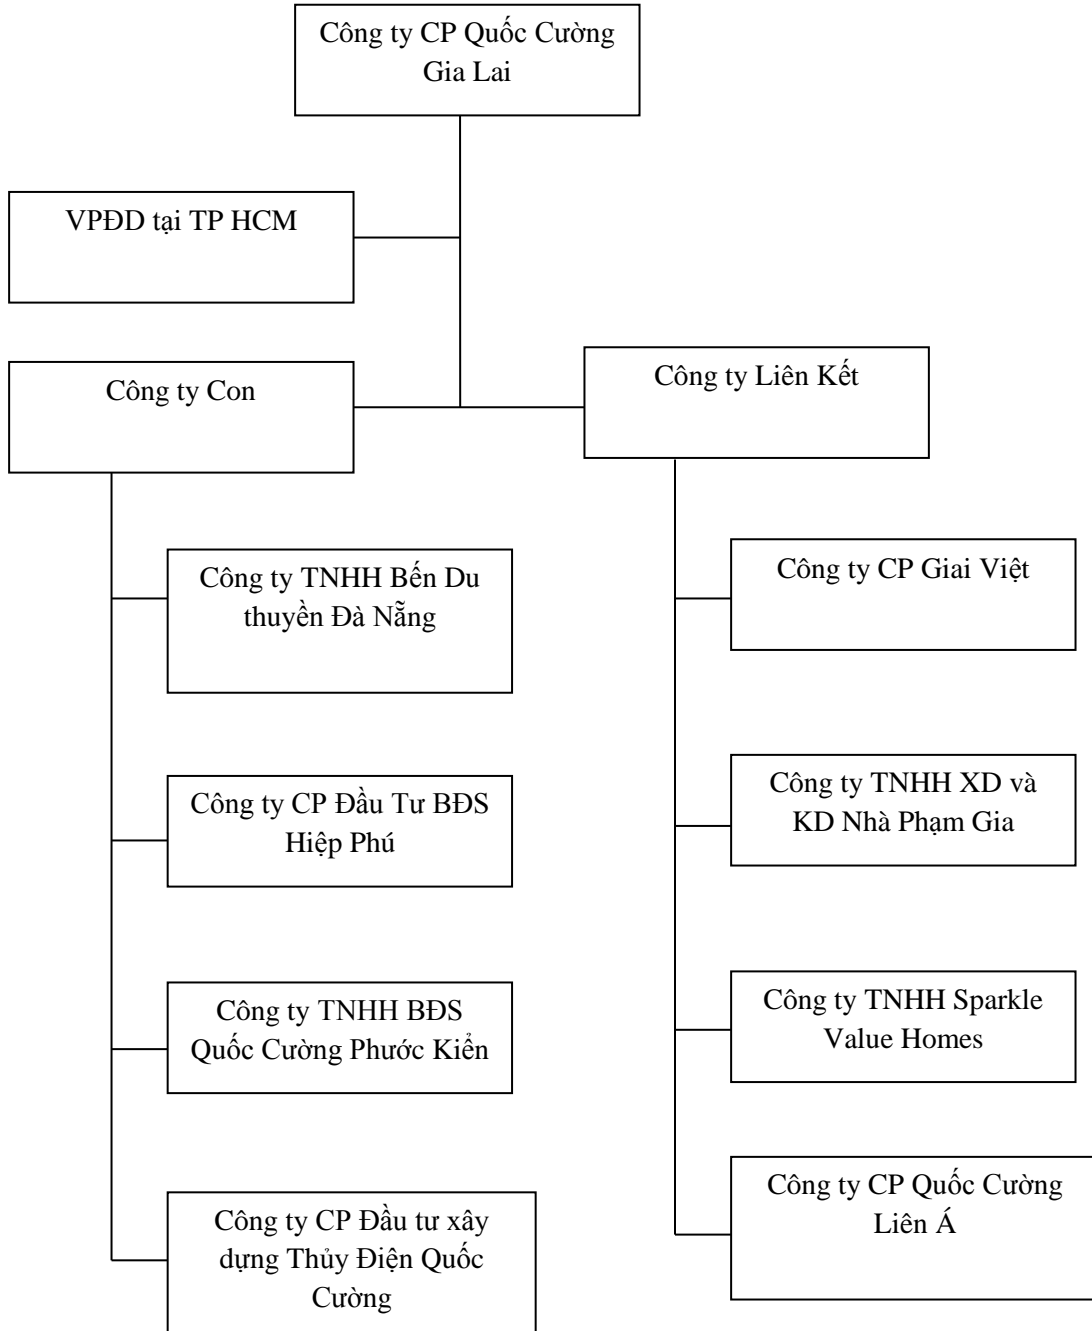 Công ty CP Quốc Cường
Gia Lai
VPĐD tại TP HCM
Công ty Con
Công ty Liên Kết
Công ty TNHH Bến Du
thuyền Đà Nẵng
Công ty CP Đầu Tư BĐS
Hiệp Phú
Công ty TNHH BĐS
Quốc Cường Phước Kiển
Công ty CP Đầu tư xây
dựng Thủy Điện Quốc
Cường
Công ty CP Giai Việt
Công ty TNHH XD và
KD Nhà Phạm Gia
Công ty TNHH Sparkle
Value Homes
Công ty CP Quốc Cường
Liên Á